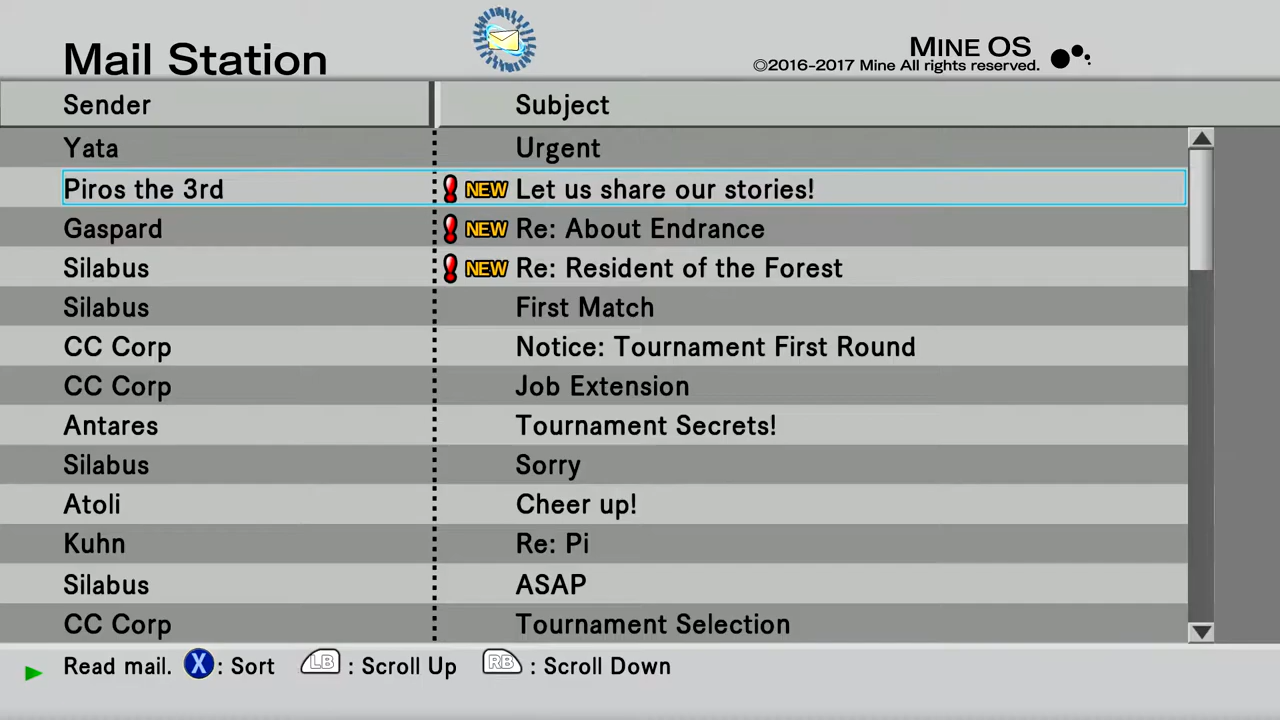 Mail Station
MINE OS
©2016-2017 Mine All rights reserved.
Sender Subject
Yata Urgent
Piros the 3rd NEW Let us share our stories!
Gaspard NEW Re: About Endrance
Silabus NEW Re: Resident of the Forest
Silabus First Match
CC Corp Notice: Tournament First Round
CC Corp Job Extension
Antares Tournament Secrets!
Silabus Sorry
Atoli Cheer up!
Kuhn Re: Pi
Silabus ASAP
CC Corp Tournament Selection
Read mail. X : Sort LB : Scroll Up RB : Scroll Down